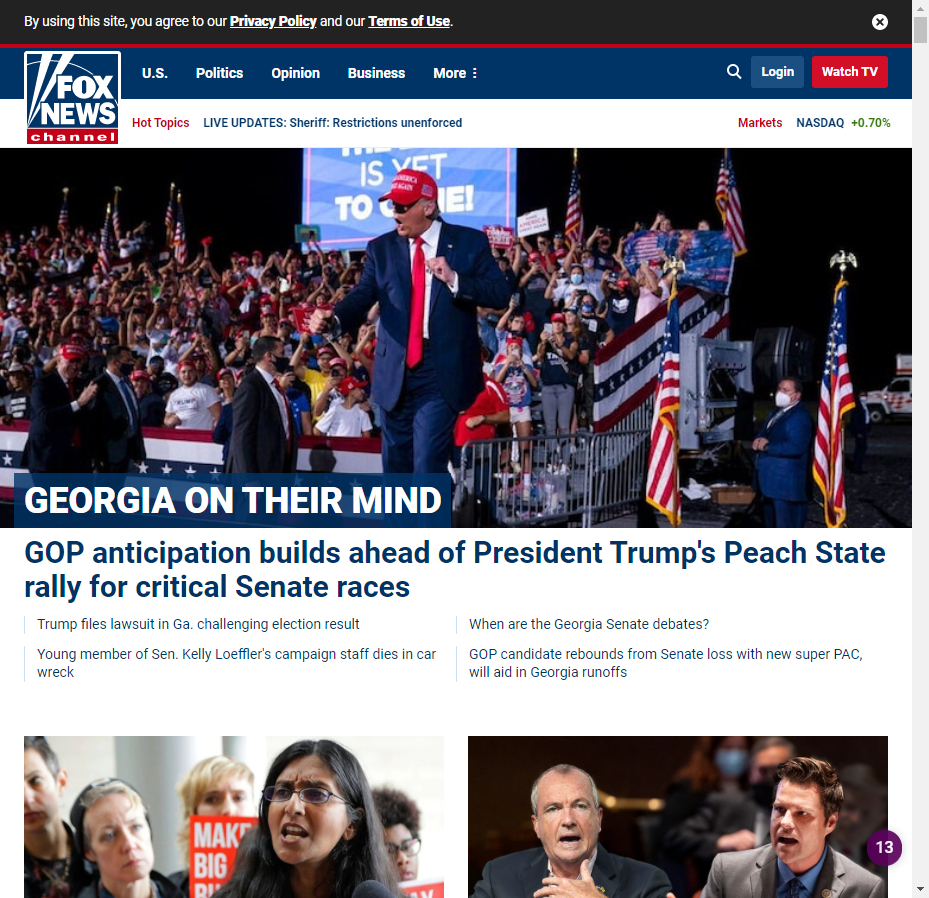 By using this site, you agree to our Privacy Policy and our Terms of Use.
FOX
NEWS
channel
U.S. Politics Opinion Business More
Login
Watch TV
Hot Topics LIVE UPDATES: Sheriff: Restrictions unenforced
Markets NASDAQ +0.70%
IS YET
TO
E!
GEORGIA ON THEIR MIND
GOP anticipation builds ahead of President Trump's Peach State
rally for critical Senate races
Trump files lawsuit in Ga. challenging election result
When are the Georgia Senate debates?
Young member of Sen. Kelly Loeffler's campaign staff dies in car
wreck
GOP candidate rebounds from Senate loss with new super PAC,
will aid in Georgia runoffs
MAKE
BIG
13